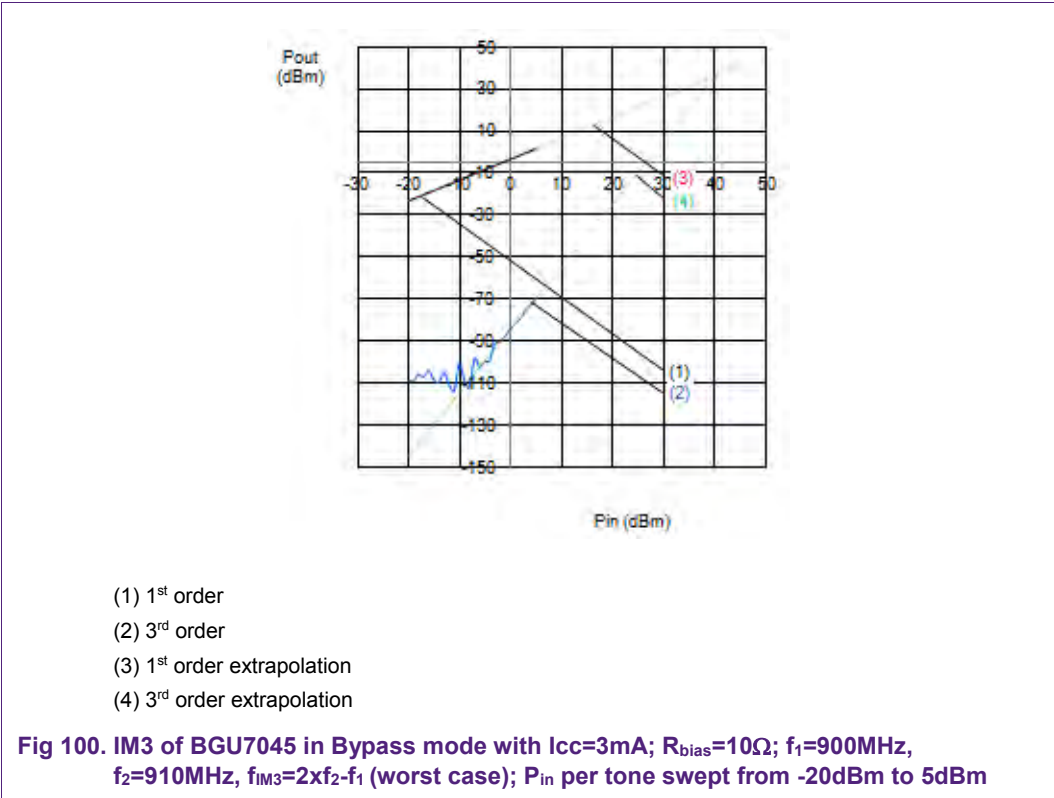 Pout
(dBm)
50
30
10
-10
-30 -20 -10 0 10 20 30 40 50
(3)
(4)
-30
-50
-70
-90
(1)
-110
(2)
-130
-150
Pin (dBm)
(1) 1st order
(2) 3rd order
(3) 1st order extrapolation
(4) 3rd order extrapolation
Fig 100. IM3 of BGU7045 in Bypass mode with Icc=3mA; Rbias=10Ω; f1=900MHz,
f2=910MHz, fIM3=2xf2-f1 (worst case); Pin per tone swept from -20dBm to 5dBm